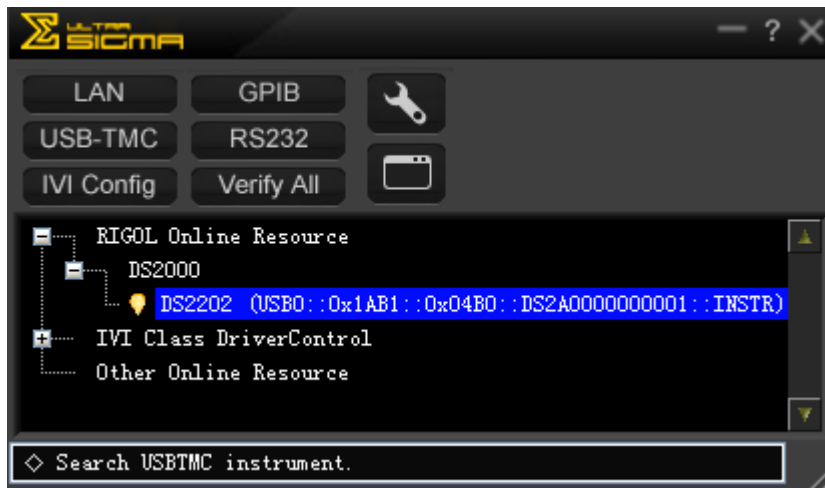 ULTRA
SIGMA
?
LAN GPIB
USB-TMC RS232
IVI Config Verify All
RIGOL Online Resource
DS2000
DS2202 (USB0::0x1AB1::0x04B0::DS2A0000000001::INSTR)
IVI Class DriverControl
Other Online Resource
◇ Search USBTMC instrument.